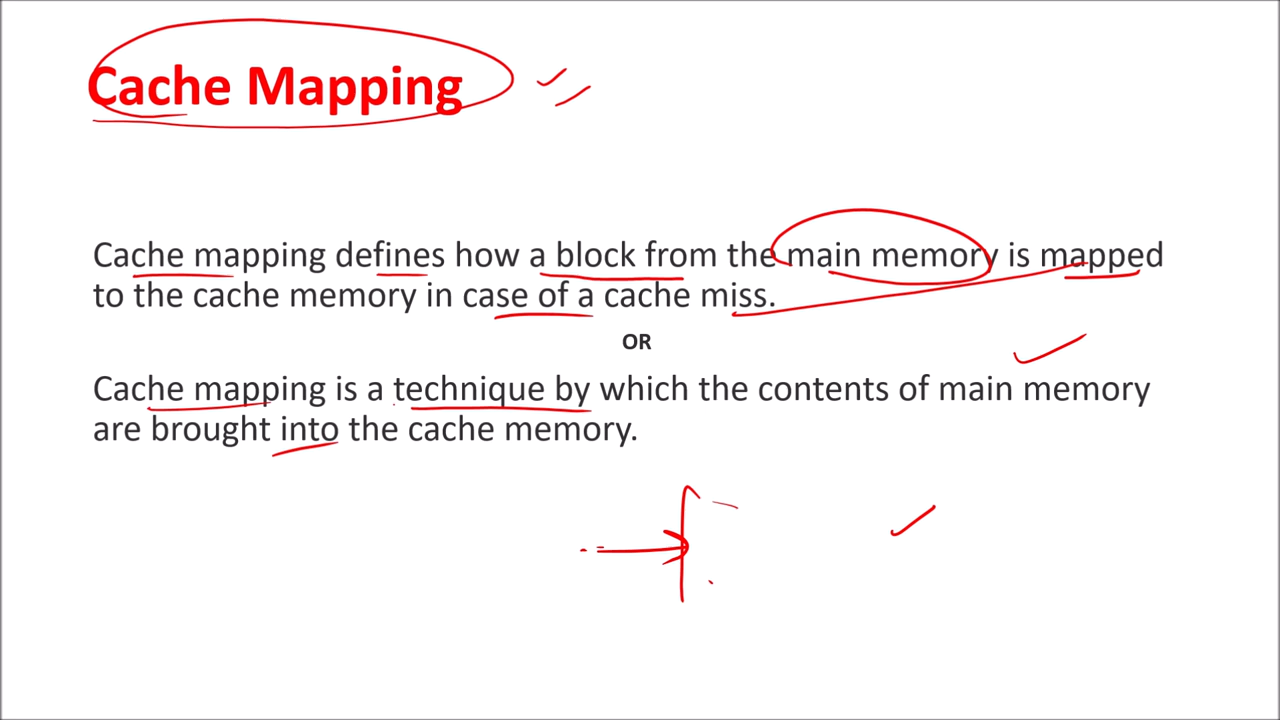 Cache Mapping
Cache mapping defines how a block from the main memory is mapped
to the cache memory in case of a cache miss.
OR
Cache mapping is a technique by which the contents of main memory
are brought into the cache memory.